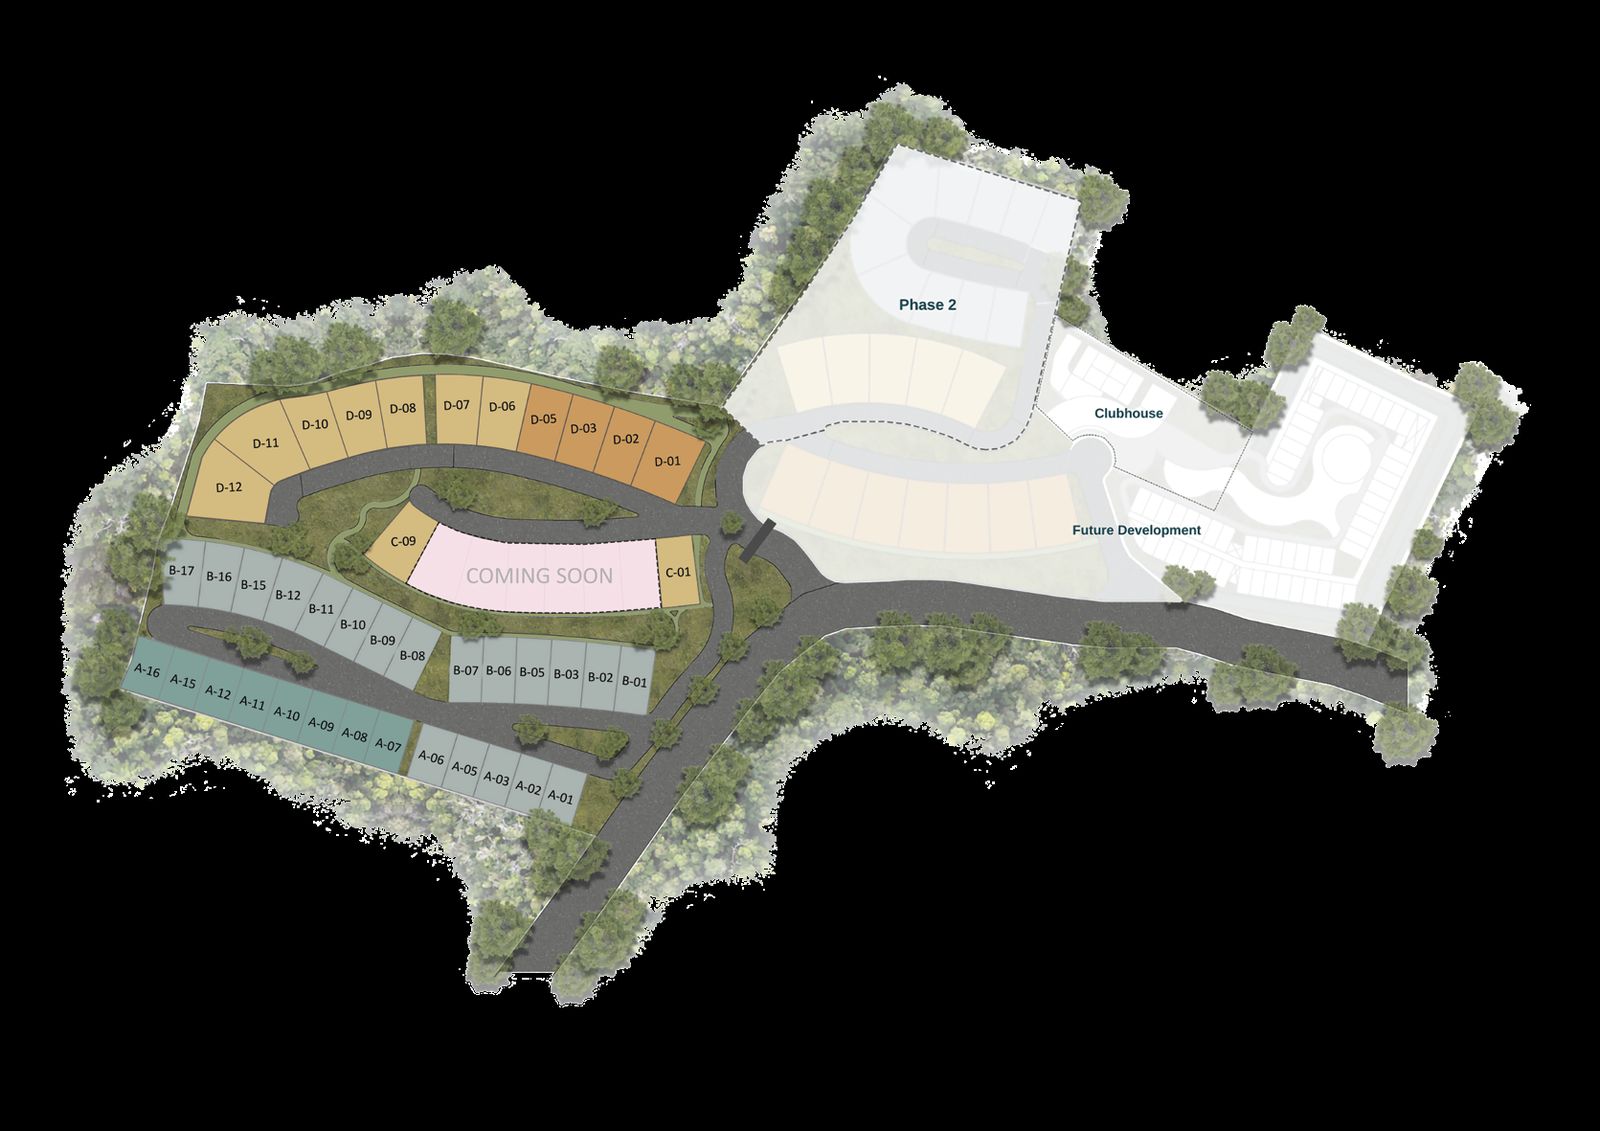 Phase 2
Clubhouse
Future Development
D-12
D-11
D-10
D-09
D-08
D-07
D-06
D-05
D-03
D-02
D-01
C-09
COMING SOON
C-01
B-17
B-16
B-15
B-12
B-11
B-10
B-09
B-08
B-07
B-06
B-05
B-03
B-02
B-01
A-16
A-15
A-12
A-11
A-10
A-09
A-08
A-07
A-06
A-05
A-03
A-02
A-01